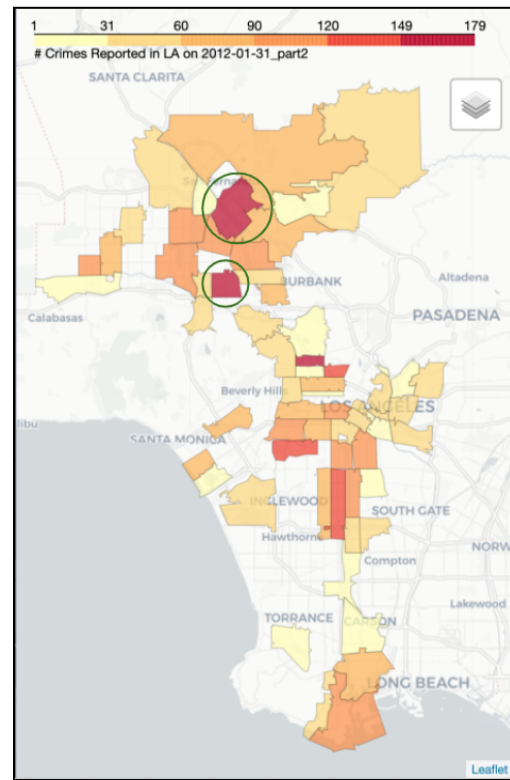 1 31 60 90 120 149 179
# Crimes Reported in LA on 2012-01-31_part2
SANTA CLARITA
BURBANK
Altadena
PASADENA
Calabasas
Beverly Hills
LOS ANGELES
SANTA MONICA
INGLEWOOD
SOUTH GATE
Hawthorne
NORW
Compton
Lakewood
TORRANCE
CARSON
LONG BEACH
Leaflet